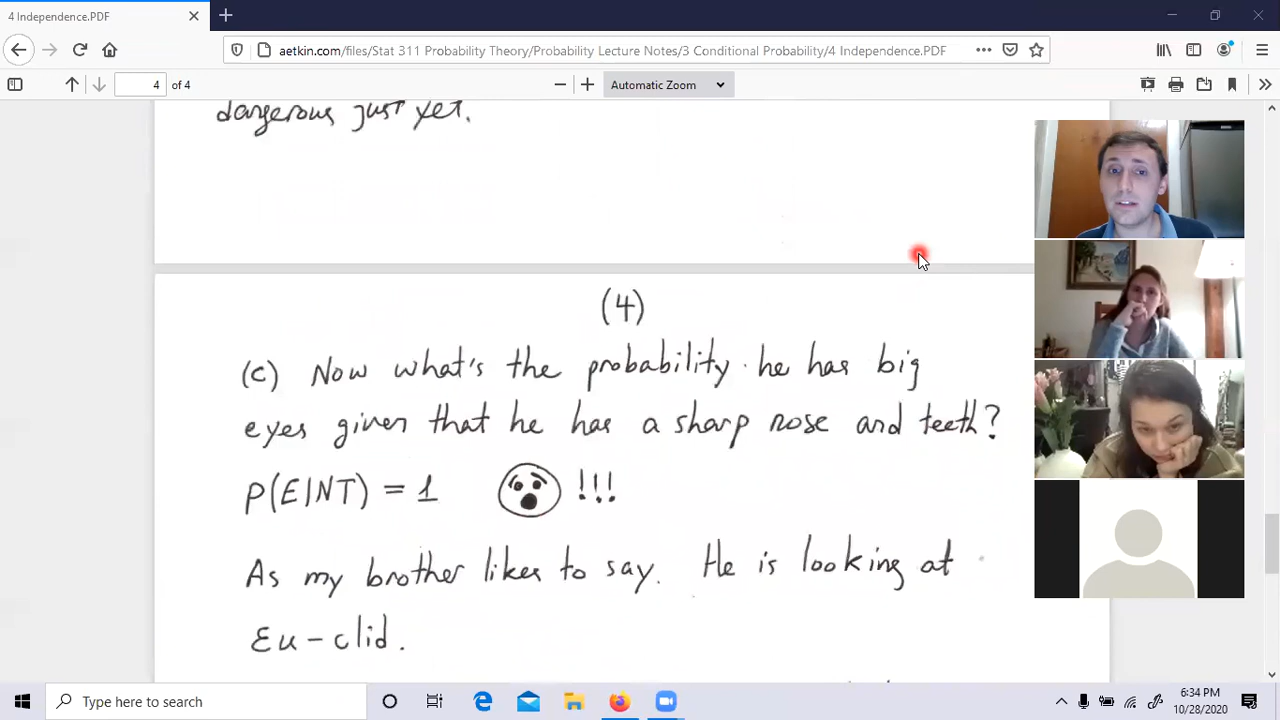 4 Independence.PDF
aetkin.com/files/Stat 311 Probability Theory/Probability Lecture Notes/3 Conditional Probability/4 Independence.PDF
4 of 4
Automatic Zoom
dangerous just yet.
(4)
(c) Now what's the probability he has big
eyes given that he has a sharp nose and teeth?
P(E|NT) = 1 !!!
As my brother likes to say. He is looking at
Eu-clid.
Type here to search
6:34 PM
10/28/2020